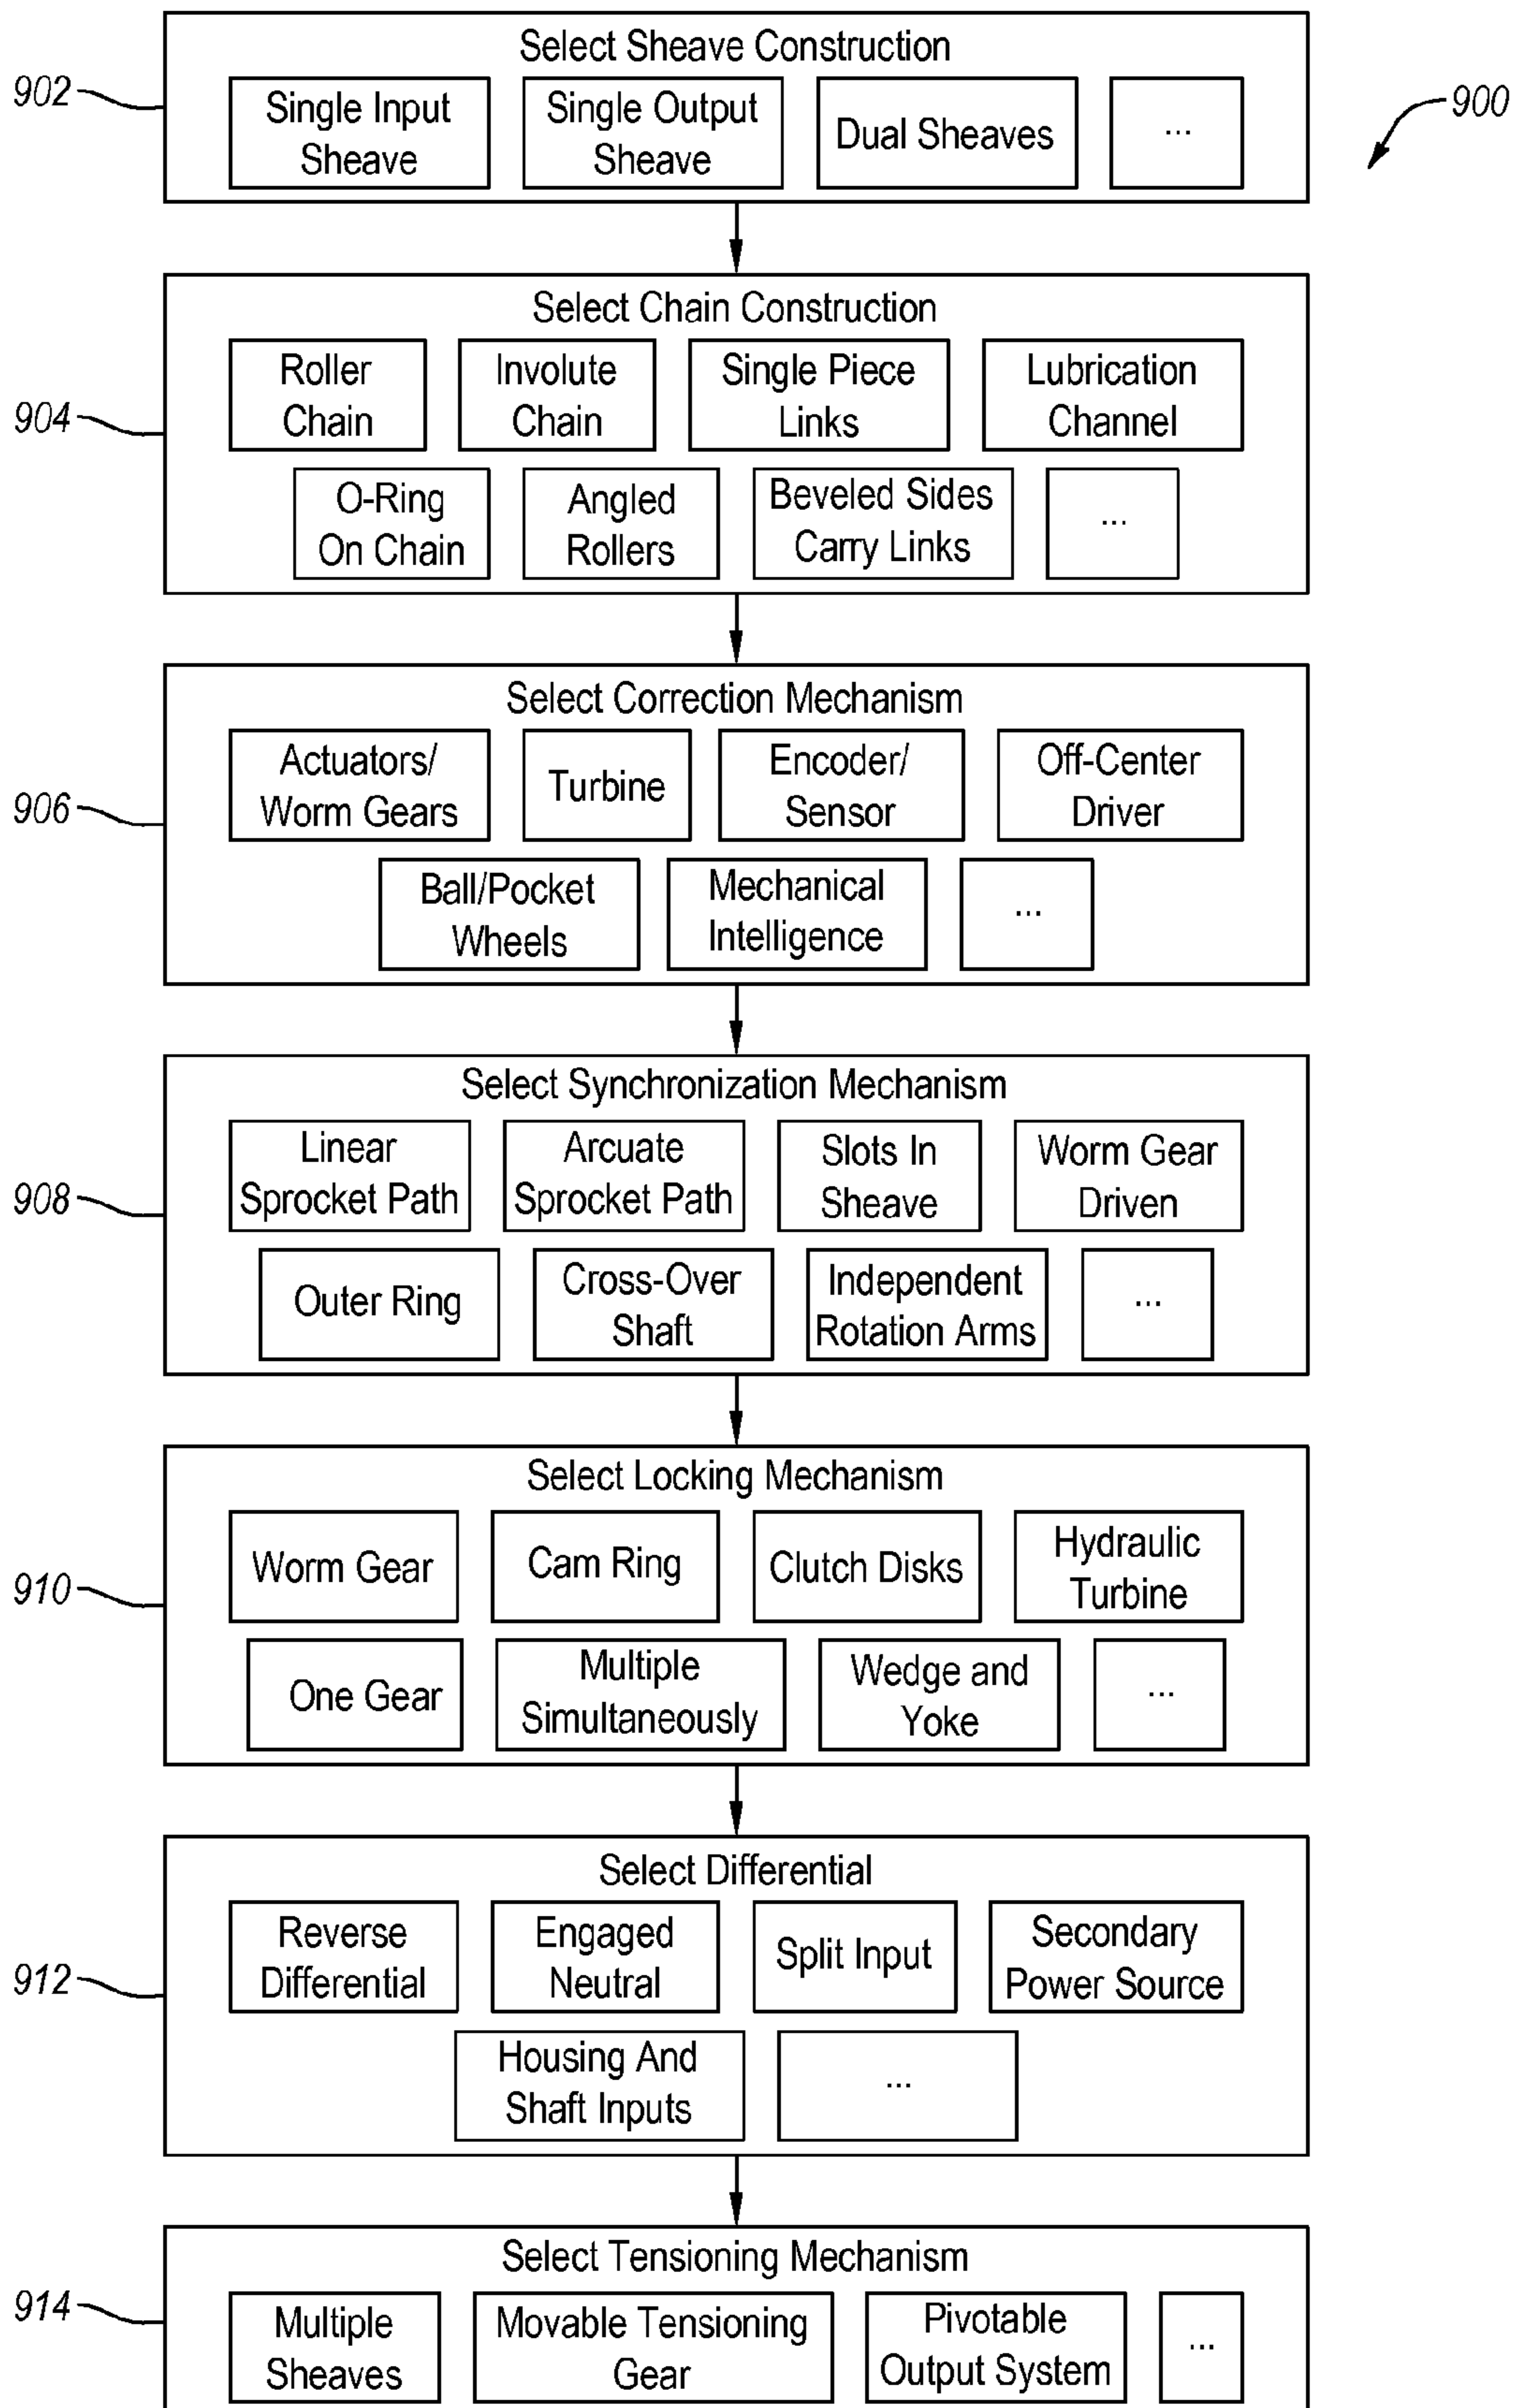 Select Sheave Construction
902
Single Input
Sheave
Single Output
Sheave
Dual Sheaves
...
900
Select Chain Construction
904
Roller
Chain
Involute
Chain
Single Piece
Links
Lubrication
Channel
O-Ring
On Chain
Angled
Rollers
Beveled Sides
Carry Links
...
Select Correction Mechanism
906
Actuators/
Worm Gears
Turbine
Encoder/
Sensor
Off-Center
Driver
Ball/Pocket
Wheels
Mechanical
Intelligence
...
Select Synchronization Mechanism
908
Linear
Sprocket Path
Arcuate
Sprocket Path
Slots In
Sheave
Worm Gear
Driven
Outer Ring
Cross-Over
Shaft
Independent
Rotation Arms
...
Select Locking Mechanism
910
Worm Gear
Cam Ring
Clutch Disks
Hydraulic
Turbine
One Gear
Multiple
Simultaneously
Wedge and
Yoke
...
Select Differential
912
Reverse
Differential
Engaged
Neutral
Split Input
Secondary
Power Source
Housing And
Shaft Inputs
...
Select Tensioning Mechanism
914
Multiple
Sheaves
Movable Tensioning
Gear
Pivotable
Output System
...